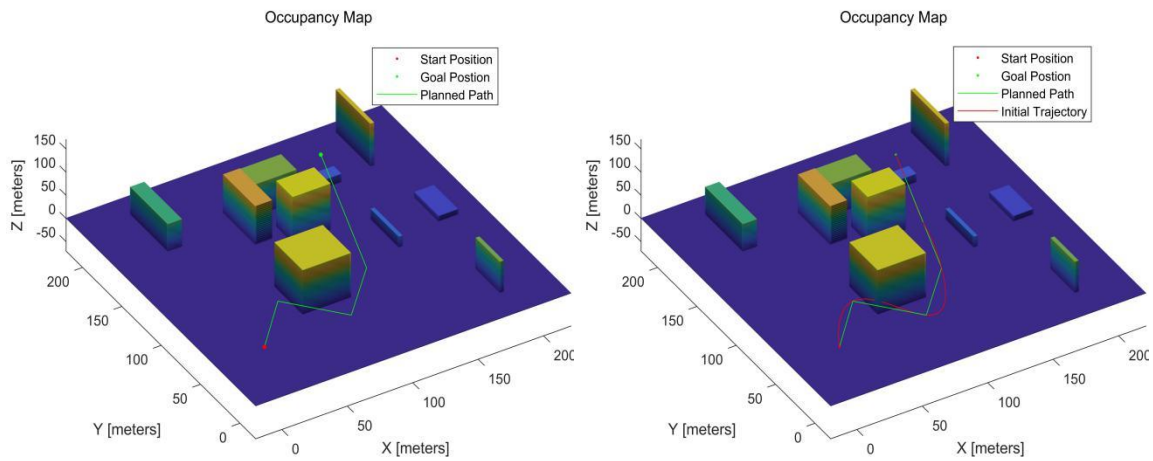 Occupancy Map
Start Position
Goal Postion
Planned Path
150
100
50
0
-50
Z [meters]
200
150
100
50
0
Y [meters]
0
50
100
150
200
X [meters]
Occupancy Map
Start Position
Goal Postion
Planned Path
Initial Trajectory
150
100
50
0
-50
Z [meters]
200
150
100
50
0
Y [meters]
0
50
100
150
200
X [meters]